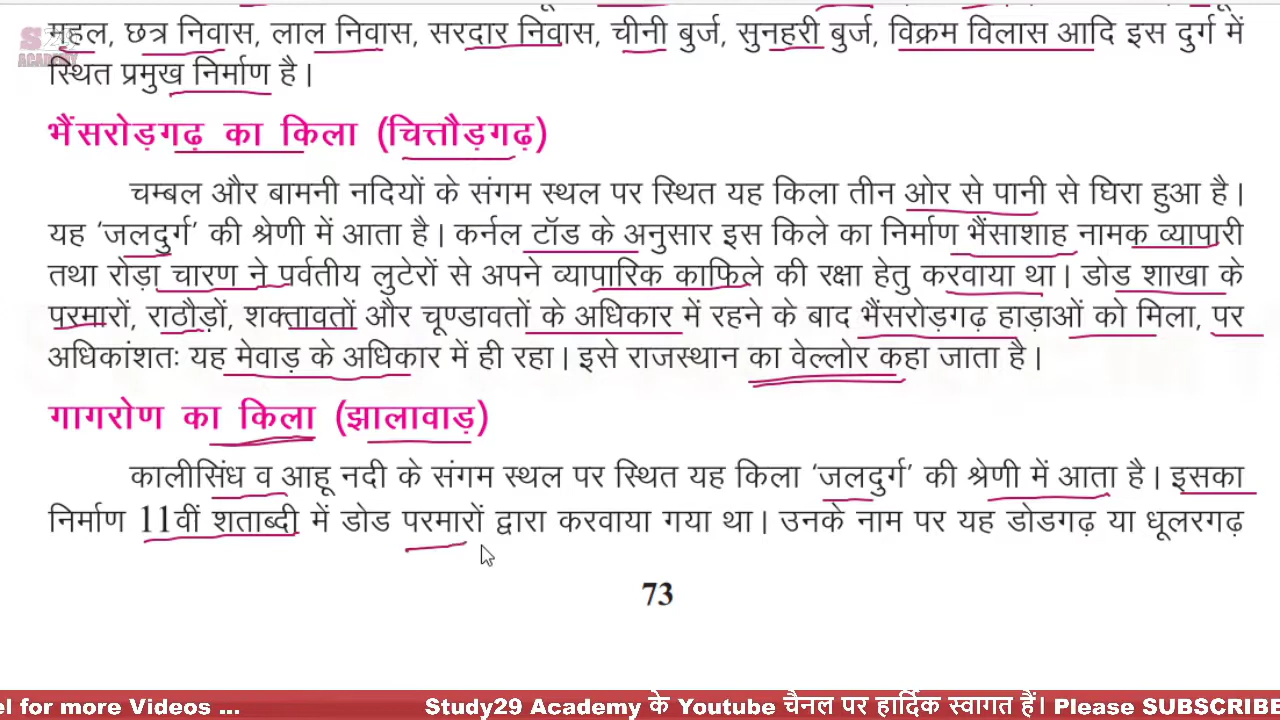 महल, छत्र निवास, लाल निवास, सरदार निवास, चीनी बुर्ज, सुनहरी बुर्ज, विक्रम विलास आदि इस दुर्ग में
स्थित प्रमुख निर्माण है।
भैंसरोड़गढ़ का किला (चित्तौड़गढ़)
चम्बल और बामनी नदियों के संगम स्थल पर स्थित यह किला तीन ओर से पानी से घिरा हुआ है।
यह ‘जलदुर्ग’ की श्रेणी में आता है। कर्नल टॉड के अनुसार इस किले का निर्माण भैंसाशाह नामक व्यापारी
तथा रोड़ा चारण ने पर्वतीय लुटेरों से अपने व्यापारिक काफिले की रक्षा हेतु करवाया था। डोड शाखा के
परमारों, राठौड़ों, शक्तावतों और चूण्डावतों के अधिकार में रहने के बाद भैंसरोड़गढ़ हाड़ाओं को मिला, पर
अधिकांशतः यह मेवाड़ के अधिकार में ही रहा। इसे राजस्थान का वेल्लोर कहा जाता है।
गागरोण का किला (झालावाड़)
कालीसिंध व आहू नदी के संगम स्थल पर स्थित यह किला ‘जलदुर्ग’ की श्रेणी में आता है। इसका
निर्माण 11वीं शताब्दी में डोड परमारों द्वारा करवाया गया था। उनके नाम पर यह डोडगढ़ या धूलरगढ़
73
S29
ACADEMY
el for more Videos ... Study29 Academy के Youtube चैनल पर हार्दिक स्वागत हैं। Please SUBSCRIBE